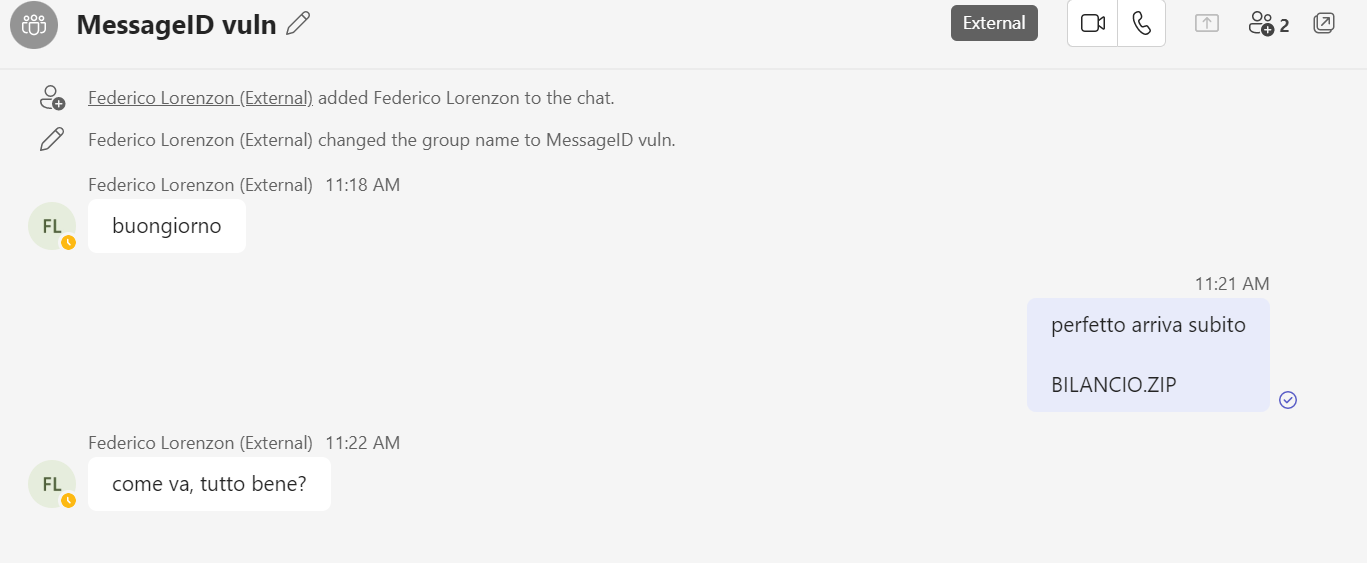 MessageID vuln
External
2
Federico Lorenzon (External) added Federico Lorenzon to the chat.
Federico Lorenzon (External) changed the group name to MessageID vuln.
Federico Lorenzon (External) 11:18 AM
FL
buongiorno
11:21 AM
perfetto arriva subito
BILANCIO.ZIP
Federico Lorenzon (External) 11:22 AM
FL
come va, tutto bene?